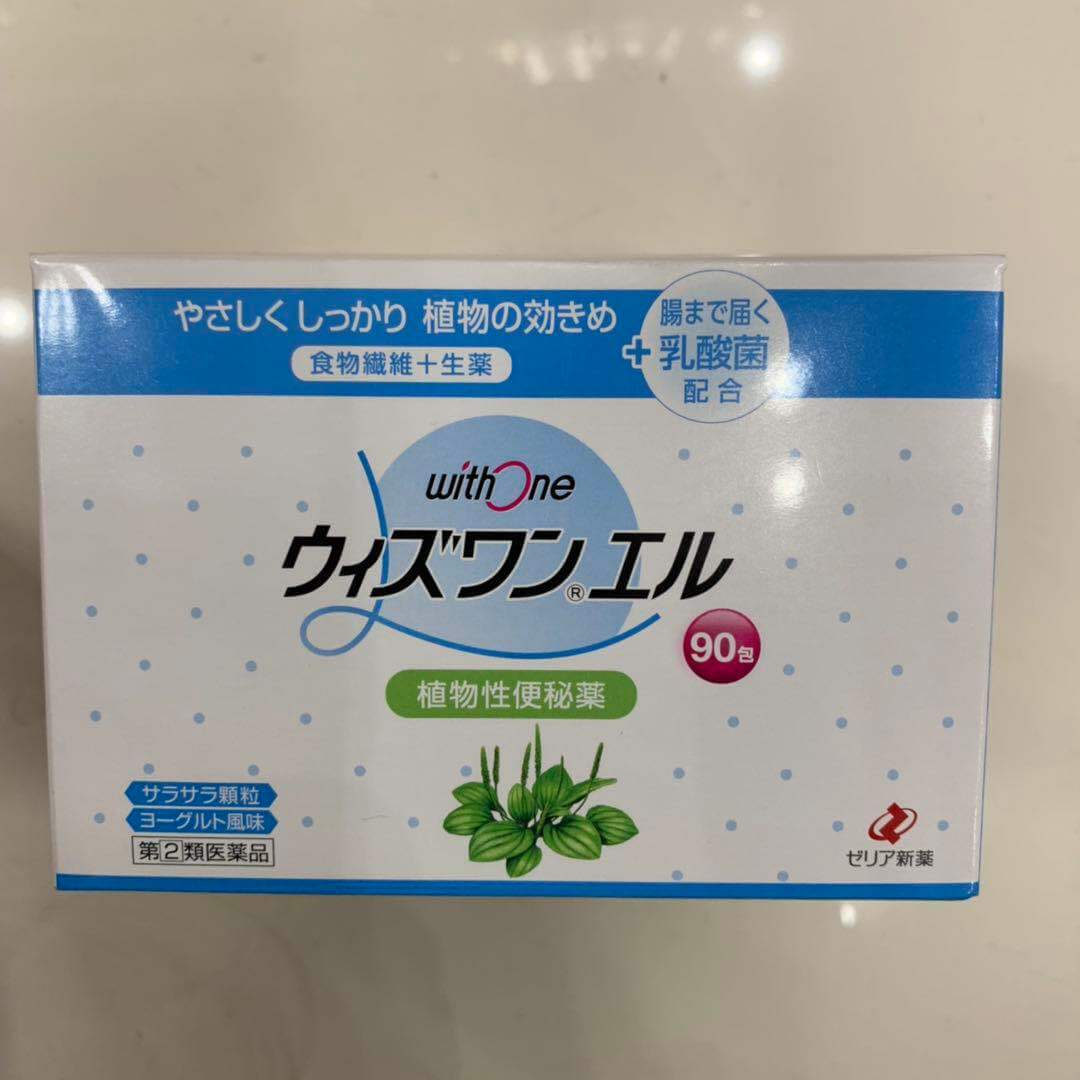 やさしくしっかり 植物の効きめ
食物繊維+生薬
腸まで届く
+乳酸菌
配合
withOne
ウィズワン®エル
90包
植物性便秘薬
サラサラ顆粒
ヨーグルト風味
第②類医薬品
ゼリア新薬